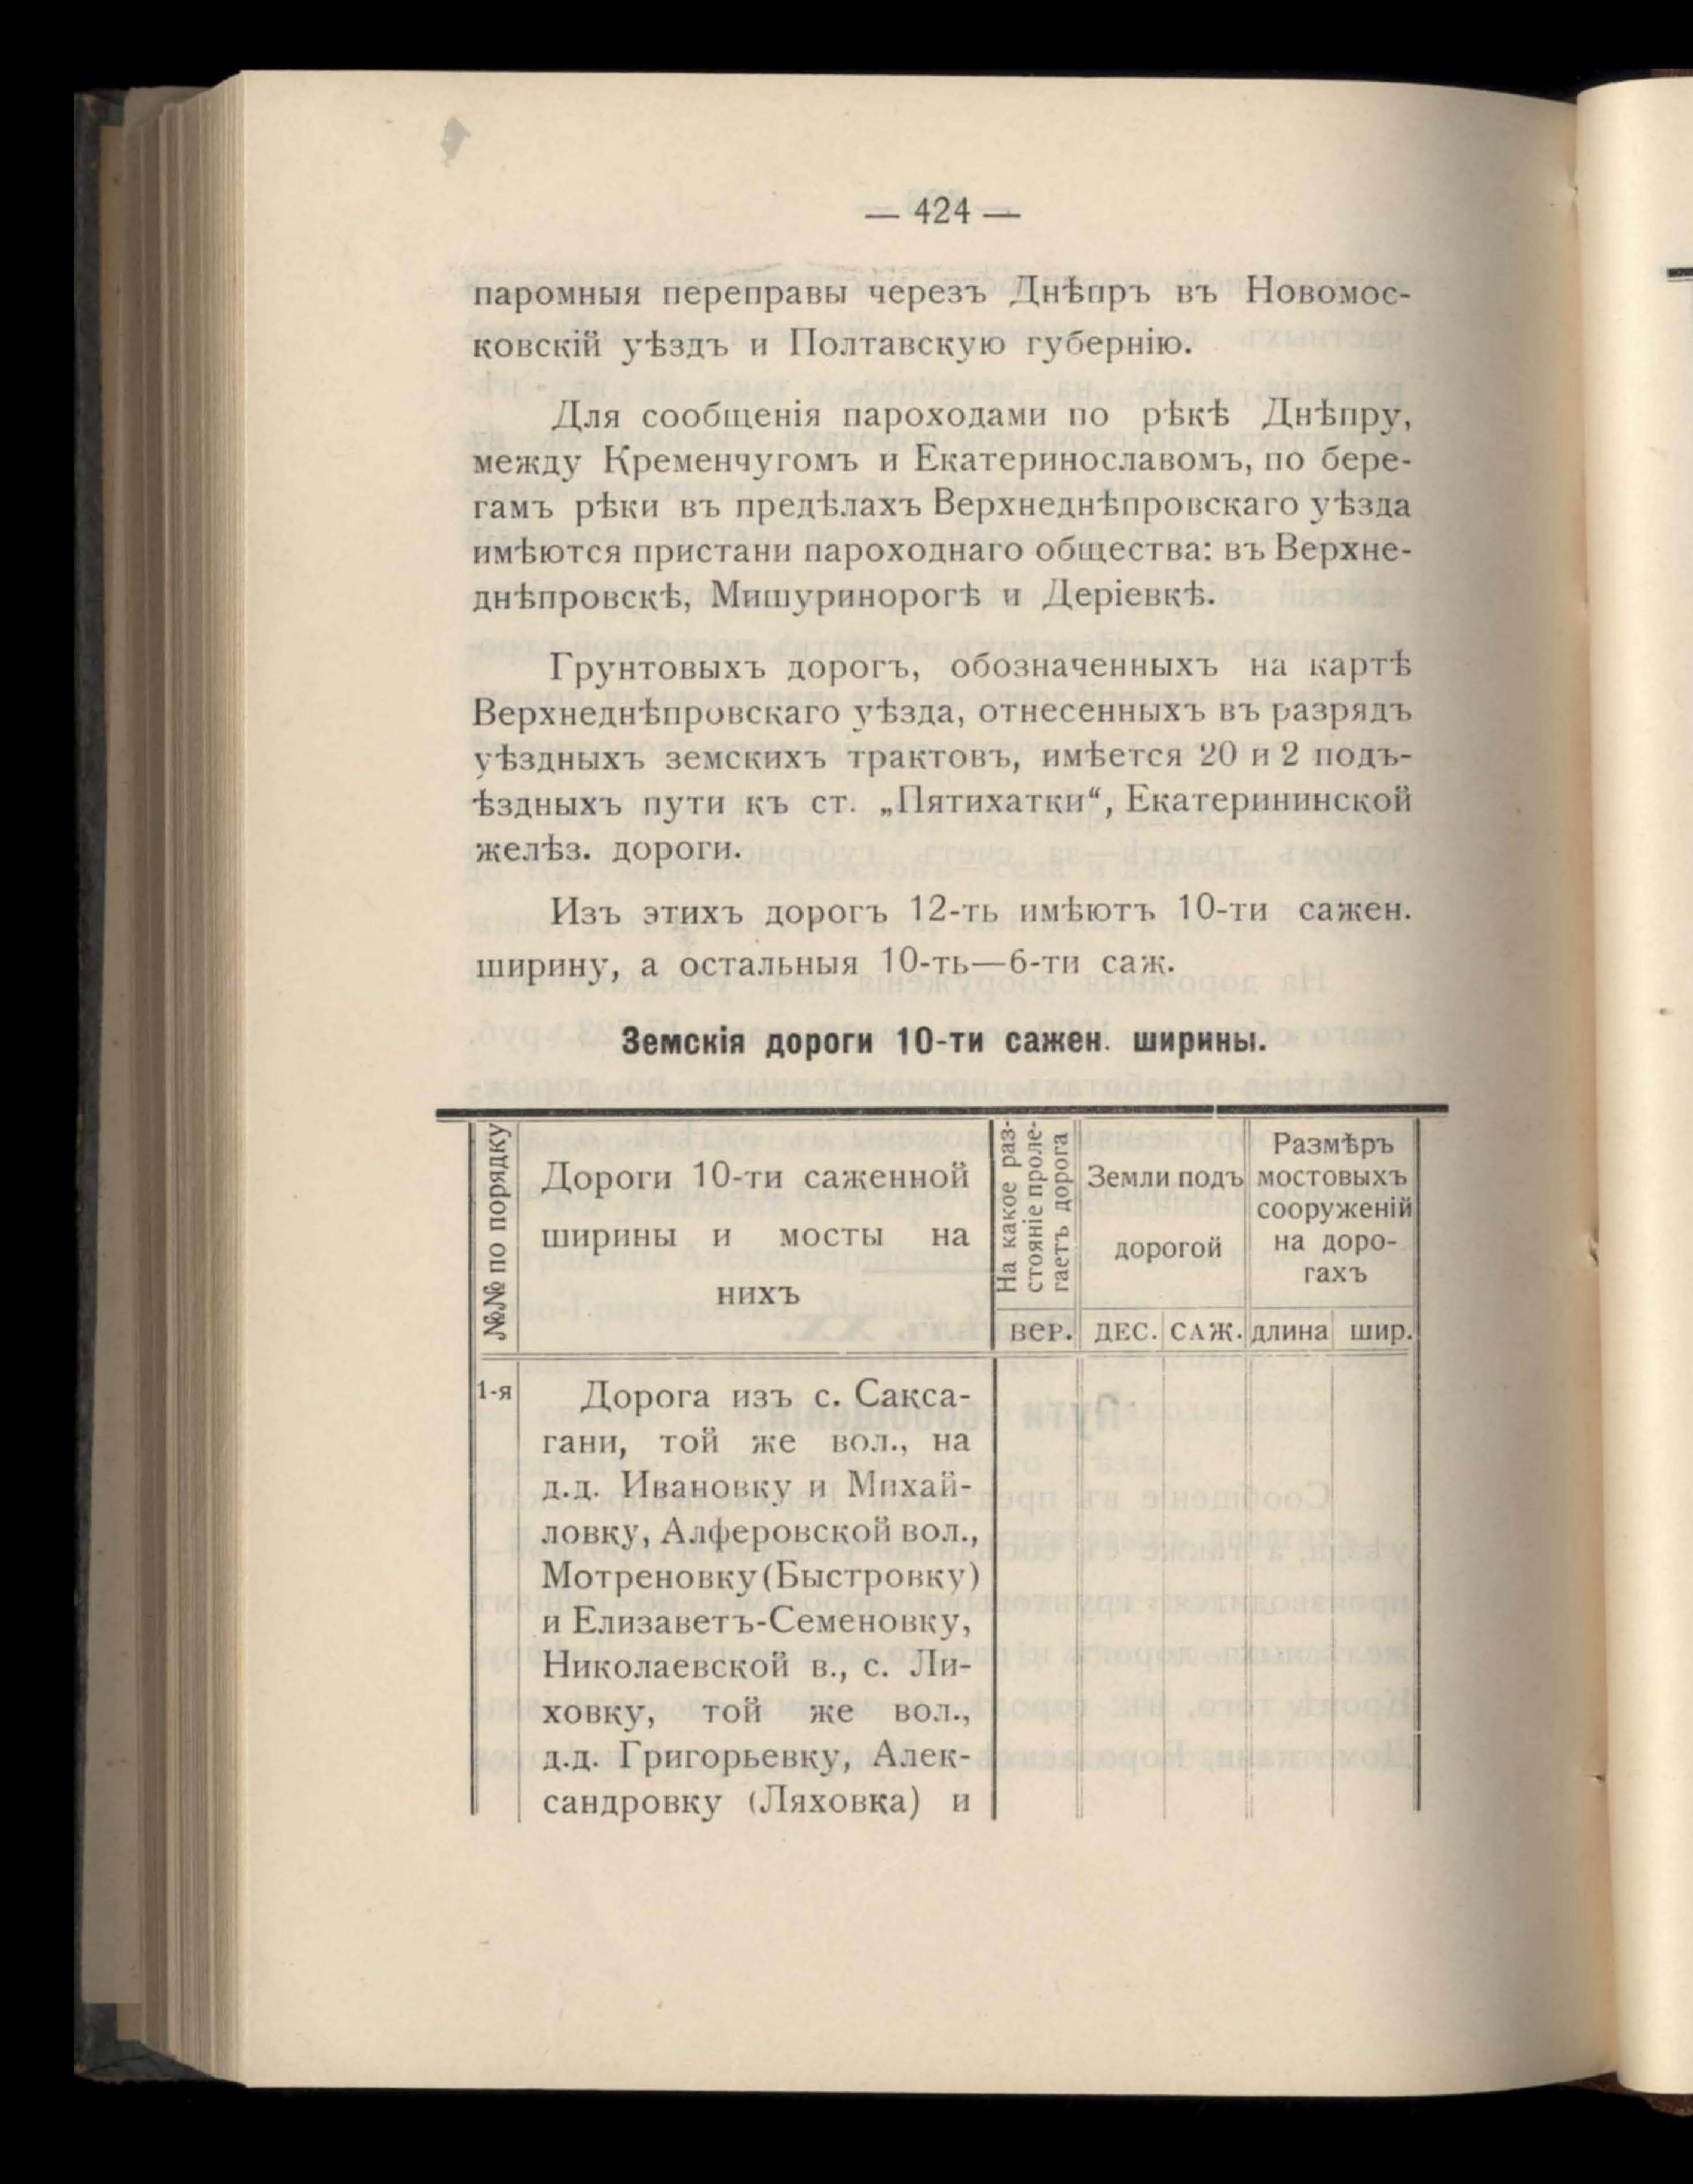 — 424 —
паромныя переправы черезъ Днѣпръ въ Новомос-
ковскій уѣздъ и Полтавскую губернію.
Для сообщенія пароходами по рѣкѣ Днѣпру,
между Кременчугомъ и Екатеринославомъ, по бере-
гамъ рѣки въ предѣлахъ Верхнеднѣпровскаго уѣзда
имѣются пристани пароходнаго общества: въ Верхне-
днѣпровскѣ, Мишуринорогѣ и Деріевкѣ.
Грунтовыхъ дорогъ, обозначенныхъ на картѣ
Верхнеднѣпровскаго уѣзда, отнесенныхъ въ разрядъ
уѣздныхъ земскихъ трактовъ, имѣется 20 и 2 подъ-
ѣздныхъ пути къ ст. „Пятихатки“, Екатерининской
желѣз. дороги.
Изъ этихъ дорогъ 12-ть имѣютъ 10-ти сажен.
ширину, а остальныя 10-ть—6-ти саж.
Земскія дороги 10-ти сажен. ширины.
№№ по порядку
Дороги 10-ти саженной
ширины и мосты на
нихъ
На какое раз-
стояніе проле-
гаетъ дорога
вер.
Земли подъ
дорогой
дес. саж.
Размѣръ
мостовыхъ
сооруженій
на доро-
гахъ
длина шир.
1-я Дорога изъ с. Сакса-
гани, той же вол., на
д.д. Ивановку и Михай-
ловку, Алферовской вол.,
Мотреновку (Быстровку)
и Елизаветъ-Семеновку,
Николаевской в., с. Ли-
ховку, той же вол.,
д.д. Григорьевку, Алек-
сандровку (Ляховка) и